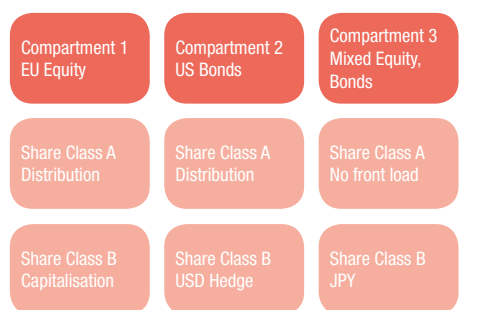 Compartment 1
EU Equity
Compartment 2
US Bonds
Compartment 3
Mixed Equity,
Bonds
Share Class A
Distribution
Share Class A
Distribution
Share Class A
No front load
Share Class B
Capitalisation
Share Class B
USD Hedge
Share Class B
JPY